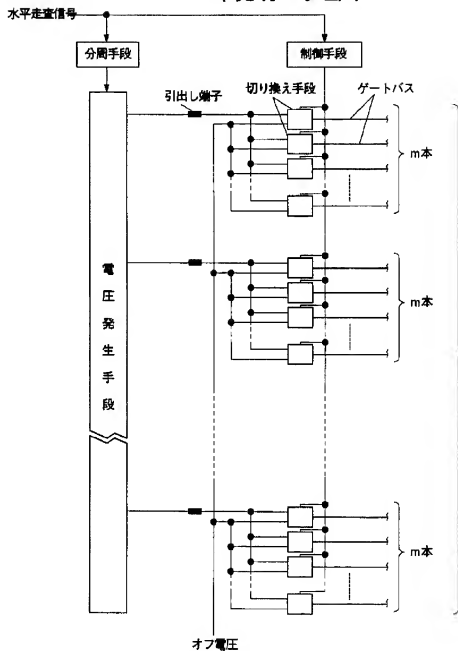 水平走査信号
分周手段
制御手段
引出し端子
切り換え手段
ゲートバス
m本
電圧発生手段
m本
m本
オフ電圧